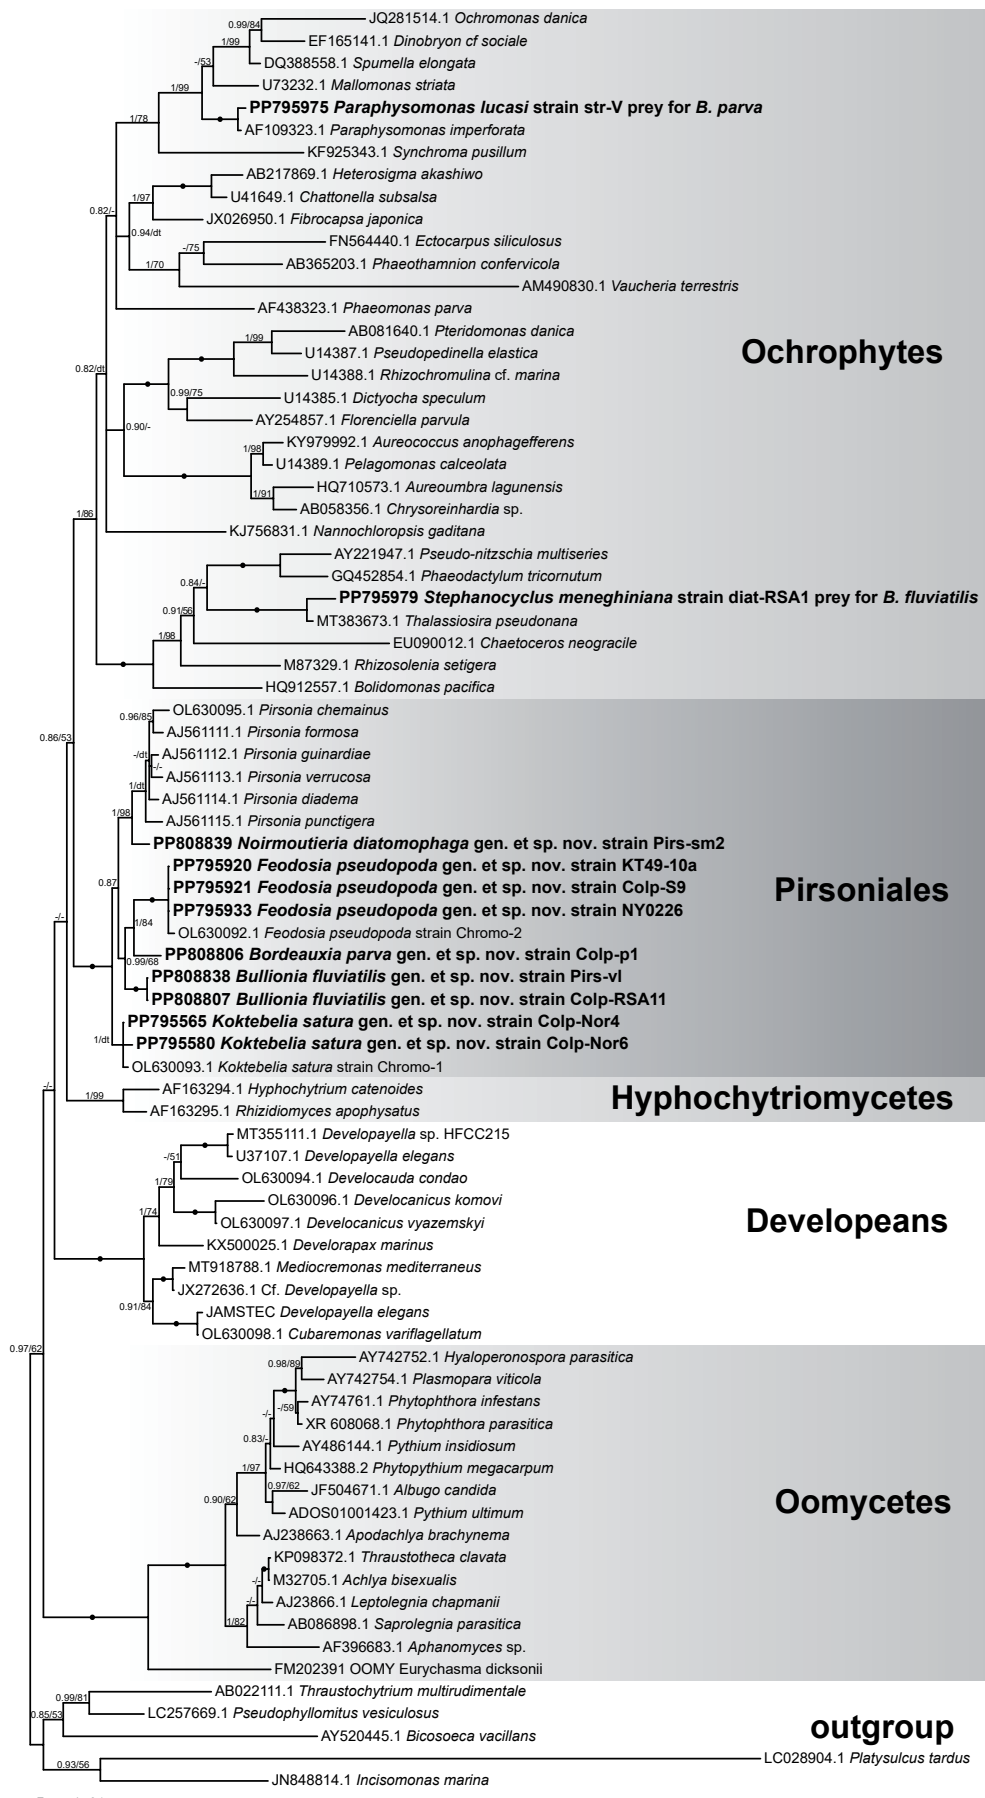 JQ281514.1 Ochromonas danica
0.99/84
EF165141.1 Dinobryon cf sociale
1/99
DQ388558.1 Spumella elongata
-/53
U73232.1 Mallomonas striata
1/99
PP795975 Paraphysomonas lucasi strain str-V prey for B. parva
1/78
AF109323.1 Paraphysomonas imperforata
KF925343.1 Synchroma pusillum
AB217869.1 Heterosigma akashiwo
1/97
U41649.1 Chattonella subsalsa
0.82/-
JX026950.1 Fibrocapsa japonica
0.94/dt
FN564440.1 Ectocarpus siliculosus
-/75
AB365203.1 Phaeothamnion confervicola
1/70
AM490830.1 Vaucheria terrestris
AF438323.1 Phaeomonas parva
AB081640.1 Pteridomonas danica
1/99
U14387.1 Pseudopedinella elastica
Ochrophytes
0.82/dt
U14388.1 Rhizochromulina cf. marina
0.99/75
U14385.1 Dictyocha speculum
AY254857.1 Florenciella parvula
0.90/-
KY979992.1 Aureococcus anophagefferens
1/98
U14389.1 Pelagomonas calceolata
HQ710573.1 Aureoumbra lagunensis
1/91
AB058356.1 Chrysoreinhardia sp.
1/86
KJ756831.1 Nannochloropsis gaditana
AY221947.1 Pseudo-nitzschia multiseries
GQ452854.1 Phaeodactylum tricornutum
0.84/-
PP795979 Stephanocyclus meneghiniana strain diat-RSA1 prey for B. fluviatilis
0.91/56
MT383673.1 Thalassiosira pseudonana
1/98
EU090012.1 Chaetoceros neogracile
M87329.1 Rhizosolenia setigera
HQ912557.1 Bolidomonas pacifica
OL630095.1 Pirsonia chemainus
0.96/85
AJ561111.1 Pirsonia formosa
0.86/53
AJ561112.1 Pirsonia guinardiae
-/dt
-/-
AJ561113.1 Pirsonia verrucosa
1/dt
AJ561114.1 Pirsonia diadema
1/98
AJ561115.1 Pirsonia punctigera
PP808839 Noirmoutieria diatomophaga gen. et sp. nov. strain Pirs-sm2
PP795920 Feodosia pseudopoda gen. et sp. nov. strain KT49-10a
0.87
PP795921 Feodosia pseudopoda gen. et sp. nov. strain Colp-S9
Pirsoniales
PP795933 Feodosia pseudopoda gen. et sp. nov. strain NY0226
-/-
1/84
OL630092.1 Feodosia pseudopoda strain Chromo-2
PP808806 Bordeauxia parva gen. et sp. nov. strain Colp-p1
0.99/68
PP808838 Bullionia fluviatilis gen. et sp. nov. strain Pirs-vl
PP808807 Bullionia fluviatilis gen. et sp. nov. strain Colp-RSA11
PP795565 Koktebelia satura gen. et sp. nov. strain Colp-Nor4
1/dt
PP795580 Koktebelia satura gen. et sp. nov. strain Colp-Nor6
OL630093.1 Koktebelia satura strain Chromo-1
-/-
AF163294.1 Hyphochytrium catenoides
1/99
Hyphochytriomycetes
AF163295.1 Rhizidiomyces apophysatus
MT355111.1 Developayella sp. HFCC215
-/51
U37107.1 Developayella elegans
1/79
OL630094.1 Develocauda condao
OL630096.1 Develocanicus komovi
1/74
OL630097.1 Develocanicus vyazemskyi
Developeans
KX500025.1 Develorapax marinus
MT918788.1 Mediocremonas mediterraneus
JX272636.1 Cf. Developayella sp.
0.91/84
JAMSTEC Developayella elegans
OL630098.1 Cubaremonas variflagellatum
0.97/62
AY742752.1 Hyaloperonospora parasitica
0.98/89
AY742754.1 Plasmopara viticola
AY74761.1 Phytophthora infestans
-/59
-/-
XR 608068.1 Phytophthora parasitica
0.83/-
AY486144.1 Pythium insidiosum
HQ643388.2 Phytopythium megacarpum
1/97
JF504671.1 Albugo candida
0.97/62
0.90/62
ADOS01001423.1 Pythium ultimum
Oomycetes
AJ238663.1 Apodachlya brachynema
KP098372.1 Thraustotheca clavata
-/-
M32705.1 Achlya bisexualis
-/-
AJ23866.1 Leptolegnia chapmanii
1/82
AB086898.1 Saprolegnia parasitica
AF396683.1 Aphanomyces sp.
FM202391 OOMY Eurychasma dicksonii
AB022111.1 Thraustochytrium multirudimentale
0.99/81
LC257669.1 Pseudophyllomitus vesiculosus
0.85/53
outgroup
AY520445.1 Bicosoeca vacillans
LC028904.1 Platysulcus tardus
0.93/56
JN848814.1 Incisomonas marina